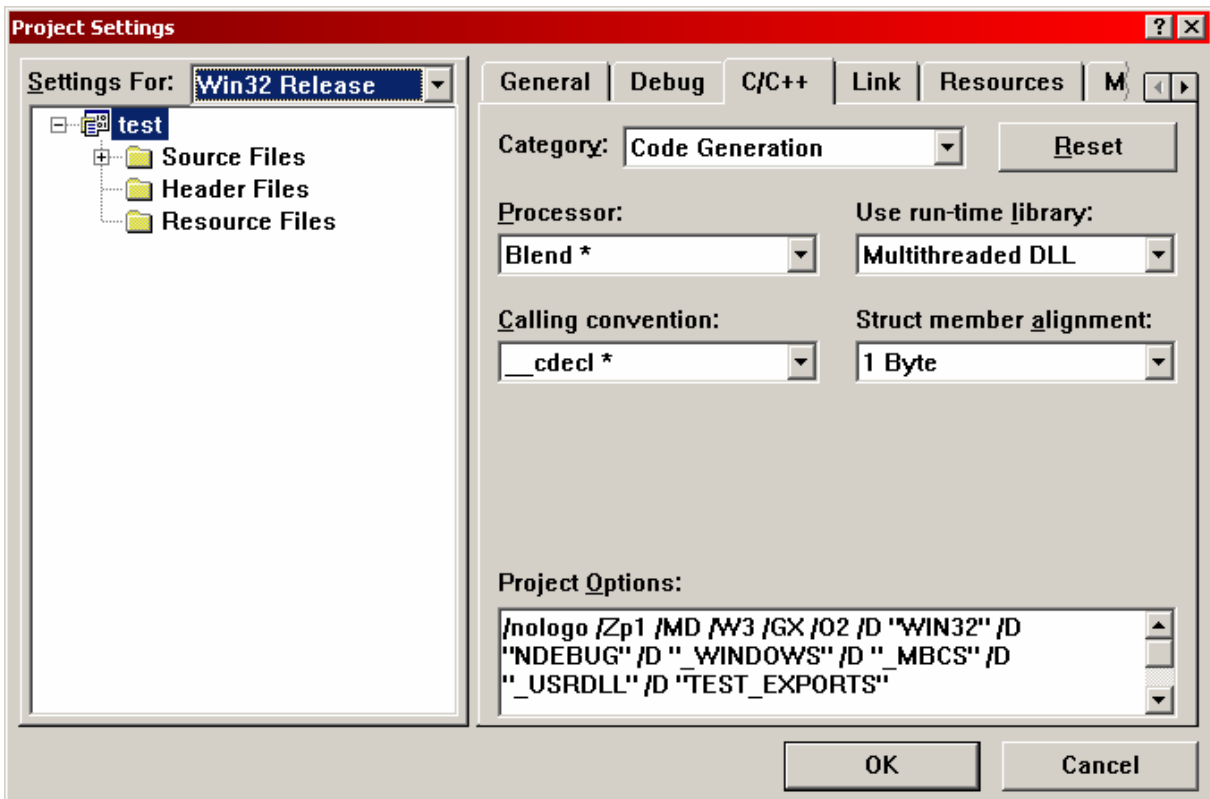 Project Settings
Settings For: Win32 Release
test
Source Files
Header Files
Resource Files
General Debug C/C++ Link Resources M
Category: Code Generation Reset
Processor: Use run-time library:
Blend * Multithreaded DLL
Calling convention: Struct member alignment:
__cdecl * 1 Byte
Project Options:
/nologo /Zp1 /MD /W3 /GX /O2 /D "WIN32" /D
"NDEBUG" /D "_WINDOWS" /D "_MBCS" /D
"_USRDLL" /D "TEST_EXPORTS"
OK Cancel